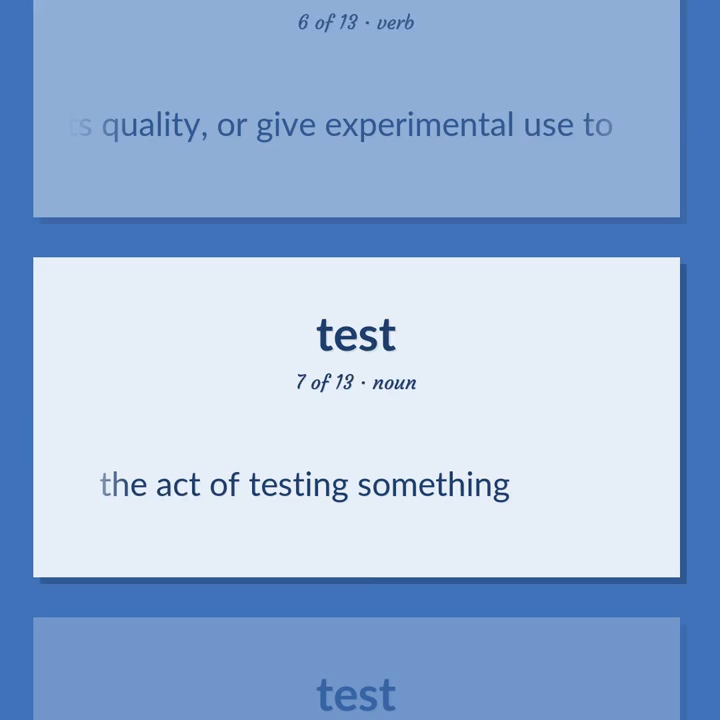 6 of 13 · verb
ts quality, or give experimental use to
test
7 of 13 · noun
the act of testing something
test